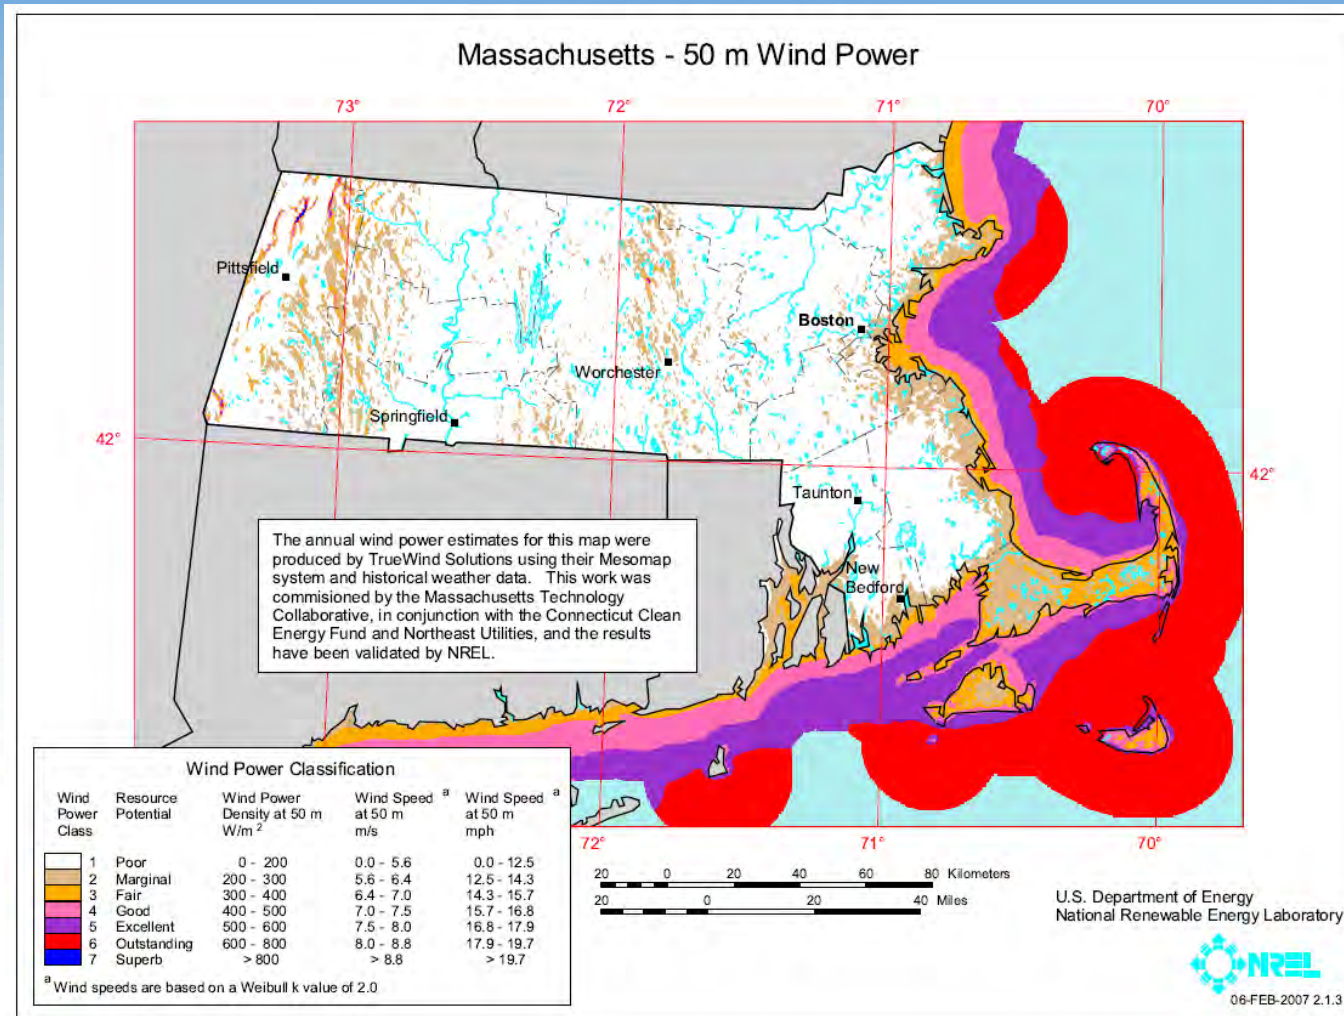 Massachusetts - 50 m Wind Power
73°
72°
71°
70°
Pittsfield
Boston
Worchester
Springfield
42°
42°
Taunton
New
Bedford
The annual wind power estimates for this map were
produced by TrueWind Solutions using their Mesomap
system and historical weather data. This work was
commisioned by the Massachusetts Technology
Collaborative, in conjunction with the Connecticut Clean
Energy Fund and Northeast Utilities, and the results
have been validated by NREL.
72°
71°
70°
Wind Power Classification
Wind Power Class Resource Potential Wind Power Density at 50 m W/m 2 Wind Speed a at 50 m m/s Wind Speed a at 50 m mph
1 Poor 0 - 200 0.0 - 5.6 0.0 - 12.5
2 Marginal 200 - 300 5.6 - 6.4 12.5 - 14.3
3 Fair 300 - 400 6.4 - 7.0 14.3 - 15.7
4 Good 400 - 500 7.0 - 7.5 15.7 - 16.8
5 Excellent 500 - 600 7.5 - 8.0 16.8 - 17.9
6 Outstanding 600 - 800 8.0 - 8.8 17.9 - 19.7
7 Superb > 800 > 8.8 > 19.7
a Wind speeds are based on a Weibull k value of 2.0
20 0 20 40 60 80 Kilometers
20 0 20 40 Miles
U.S. Department of Energy
National Renewable Energy Laboratory
NREL
06-FEB-2007 2.1.3